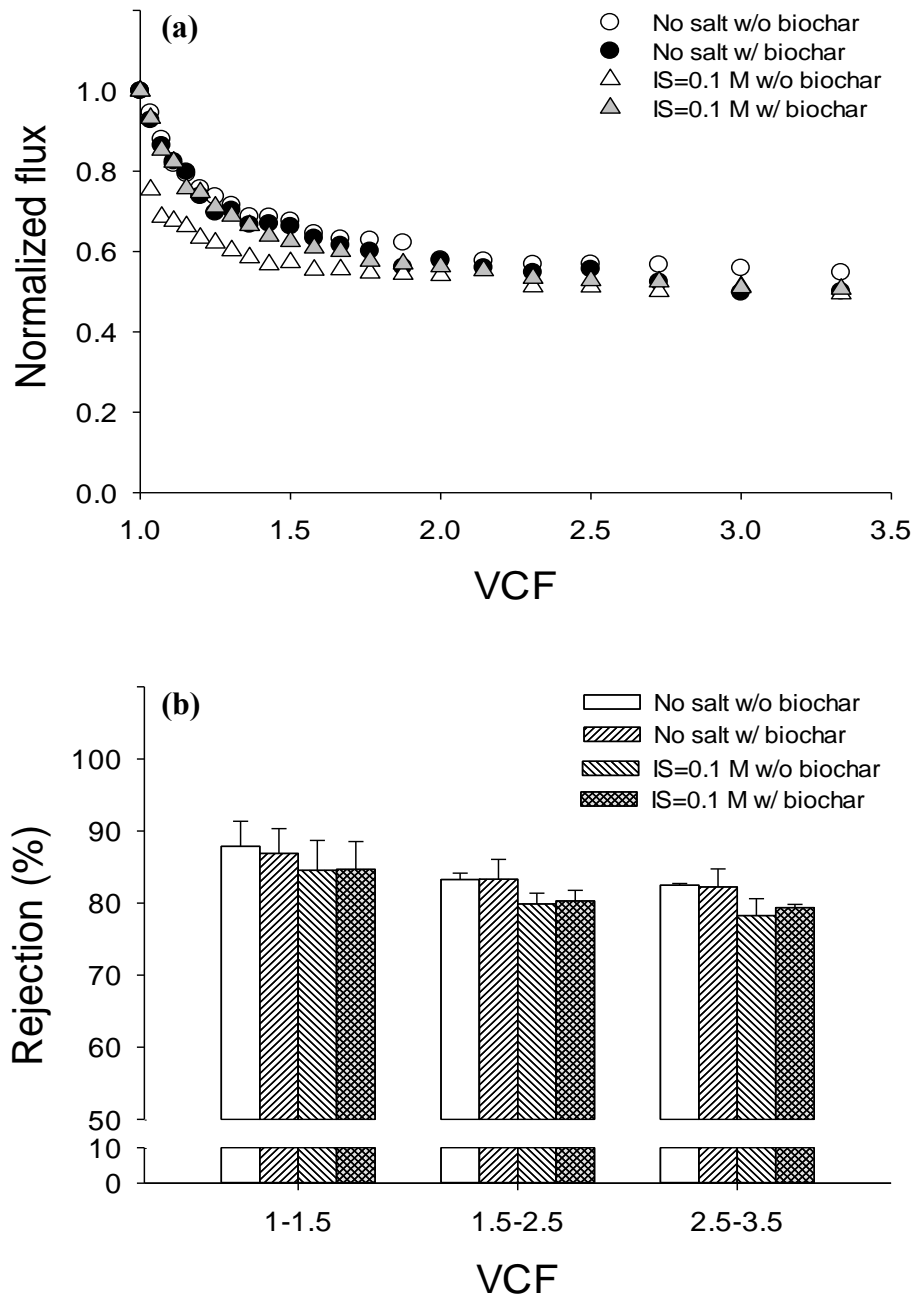 (a)
No salt w/o biochar
No salt w/ biochar
IS=0.1 M w/o biochar
IS=0.1 M w/ biochar
Normalized flux
1.0
0.8
0.6
0.4
0.2
0.0
1.0 1.5 2.0 2.5 3.0 3.5
VCF
(b)
No salt w/o biochar
No salt w/ biochar
IS=0.1 M w/o biochar
IS=0.1 M w/ biochar
Rejection (%)
100
90
80
70
60
50
10
0
1-1.5 1.5-2.5 2.5-3.5
VCF